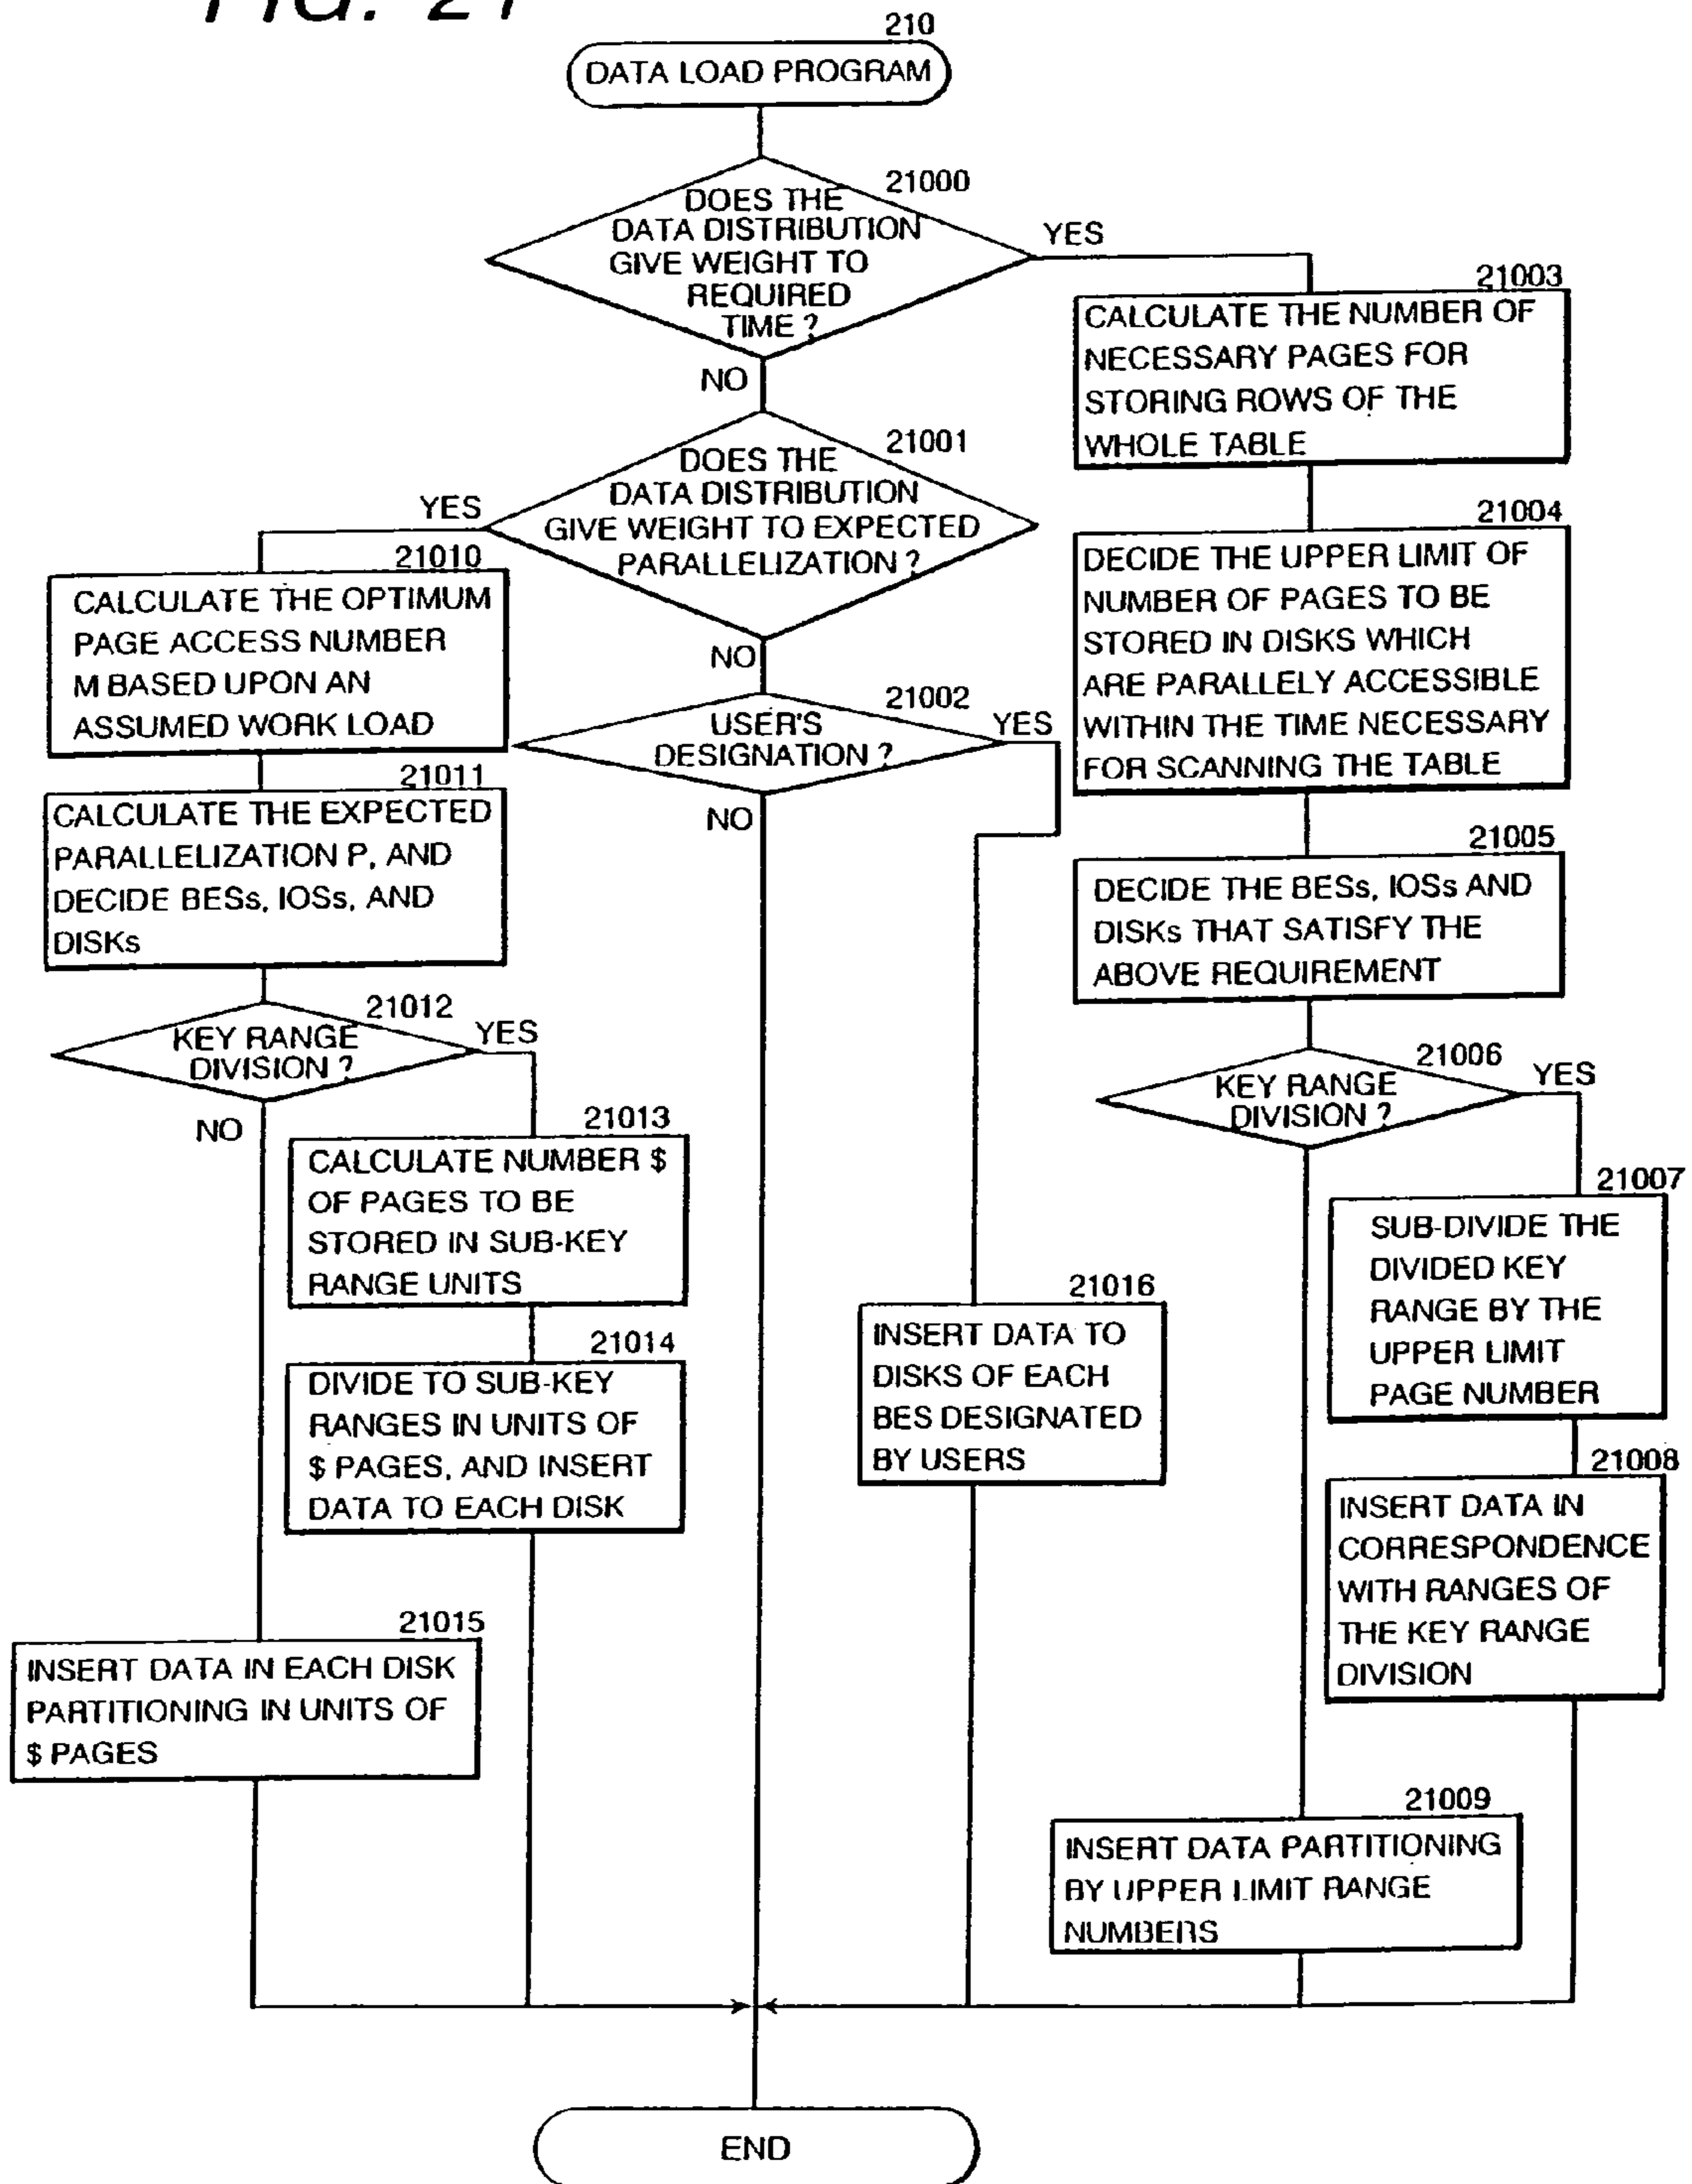 FIG. 21
210
DATA LOAD PROGRAM
21000
DOES THE
DATA DISTRIBUTION
GIVE WEIGHT TO
REQUIRED
TIME ?
YES
NO
21001
DOES THE
DATA DISTRIBUTION
GIVE WEIGHT TO EXPECTED
PARALLELIZATION ?
YES
NO
21002
USER'S
DESIGNATION ?
YES
NO
21003
CALCULATE THE NUMBER OF
NECESSARY PAGES FOR
STORING ROWS OF THE
WHOLE TABLE
21004
DECIDE THE UPPER LIMIT OF
NUMBER OF PAGES TO BE
STORED IN DISKS WHICH
ARE PARALLELY ACCESSIBLE
WITHIN THE TIME NECESSARY
FOR SCANNING THE TABLE
21005
DECIDE THE BESs, IOSs AND
DISKs THAT SATISFY THE
ABOVE REQUIREMENT
21006
KEY RANGE
DIVISION ?
YES
21007
SUB-DIVIDE THE
DIVIDED KEY
RANGE BY THE
UPPER LIMIT
PAGE NUMBER
21008
INSERT DATA IN
CORRESPONDENCE
WITH RANGES OF
THE KEY RANGE
DIVISION
21009
INSERT DATA PARTITIONING
BY UPPER LIMIT RANGE
NUMBERS
21010
CALCULATE THE OPTIMUM
PAGE ACCESS NUMBER
M BASED UPON AN
ASSUMED WORK LOAD
21011
CALCULATE THE EXPECTED
PARALLELIZATION P, AND
DECIDE BESs, IOSs, AND
DISKs
21012
KEY RANGE
DIVISION ?
YES
NO
21013
CALCULATE NUMBER $
OF PAGES TO BE
STORED IN SUB-KEY
RANGE UNITS
21014
DIVIDE TO SUB-KEY
RANGES IN UNITS OF
$ PAGES, AND INSERT
DATA TO EACH DISK
21015
INSERT DATA IN EACH DISK
PARTITIONING IN UNITS OF
$ PAGES
21016
INSERT DATA TO
DISKS OF EACH
BES DESIGNATED
BY USERS
END